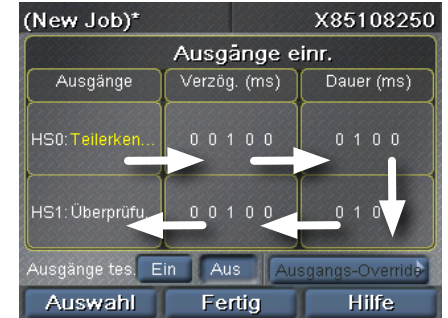 (New Job)* X85108250
Ausgänge einr.
Ausgänge Verzög. (ms) Dauer (ms)
HS0: Teilerken... 0 0 1 0 0 0 1 0 0
HS1: Überprüfu 0 0 1 0 0 0 1 0
Ausgänge tes. Ein Aus Ausgangs-Override
Auswahl Fertig Hilfe